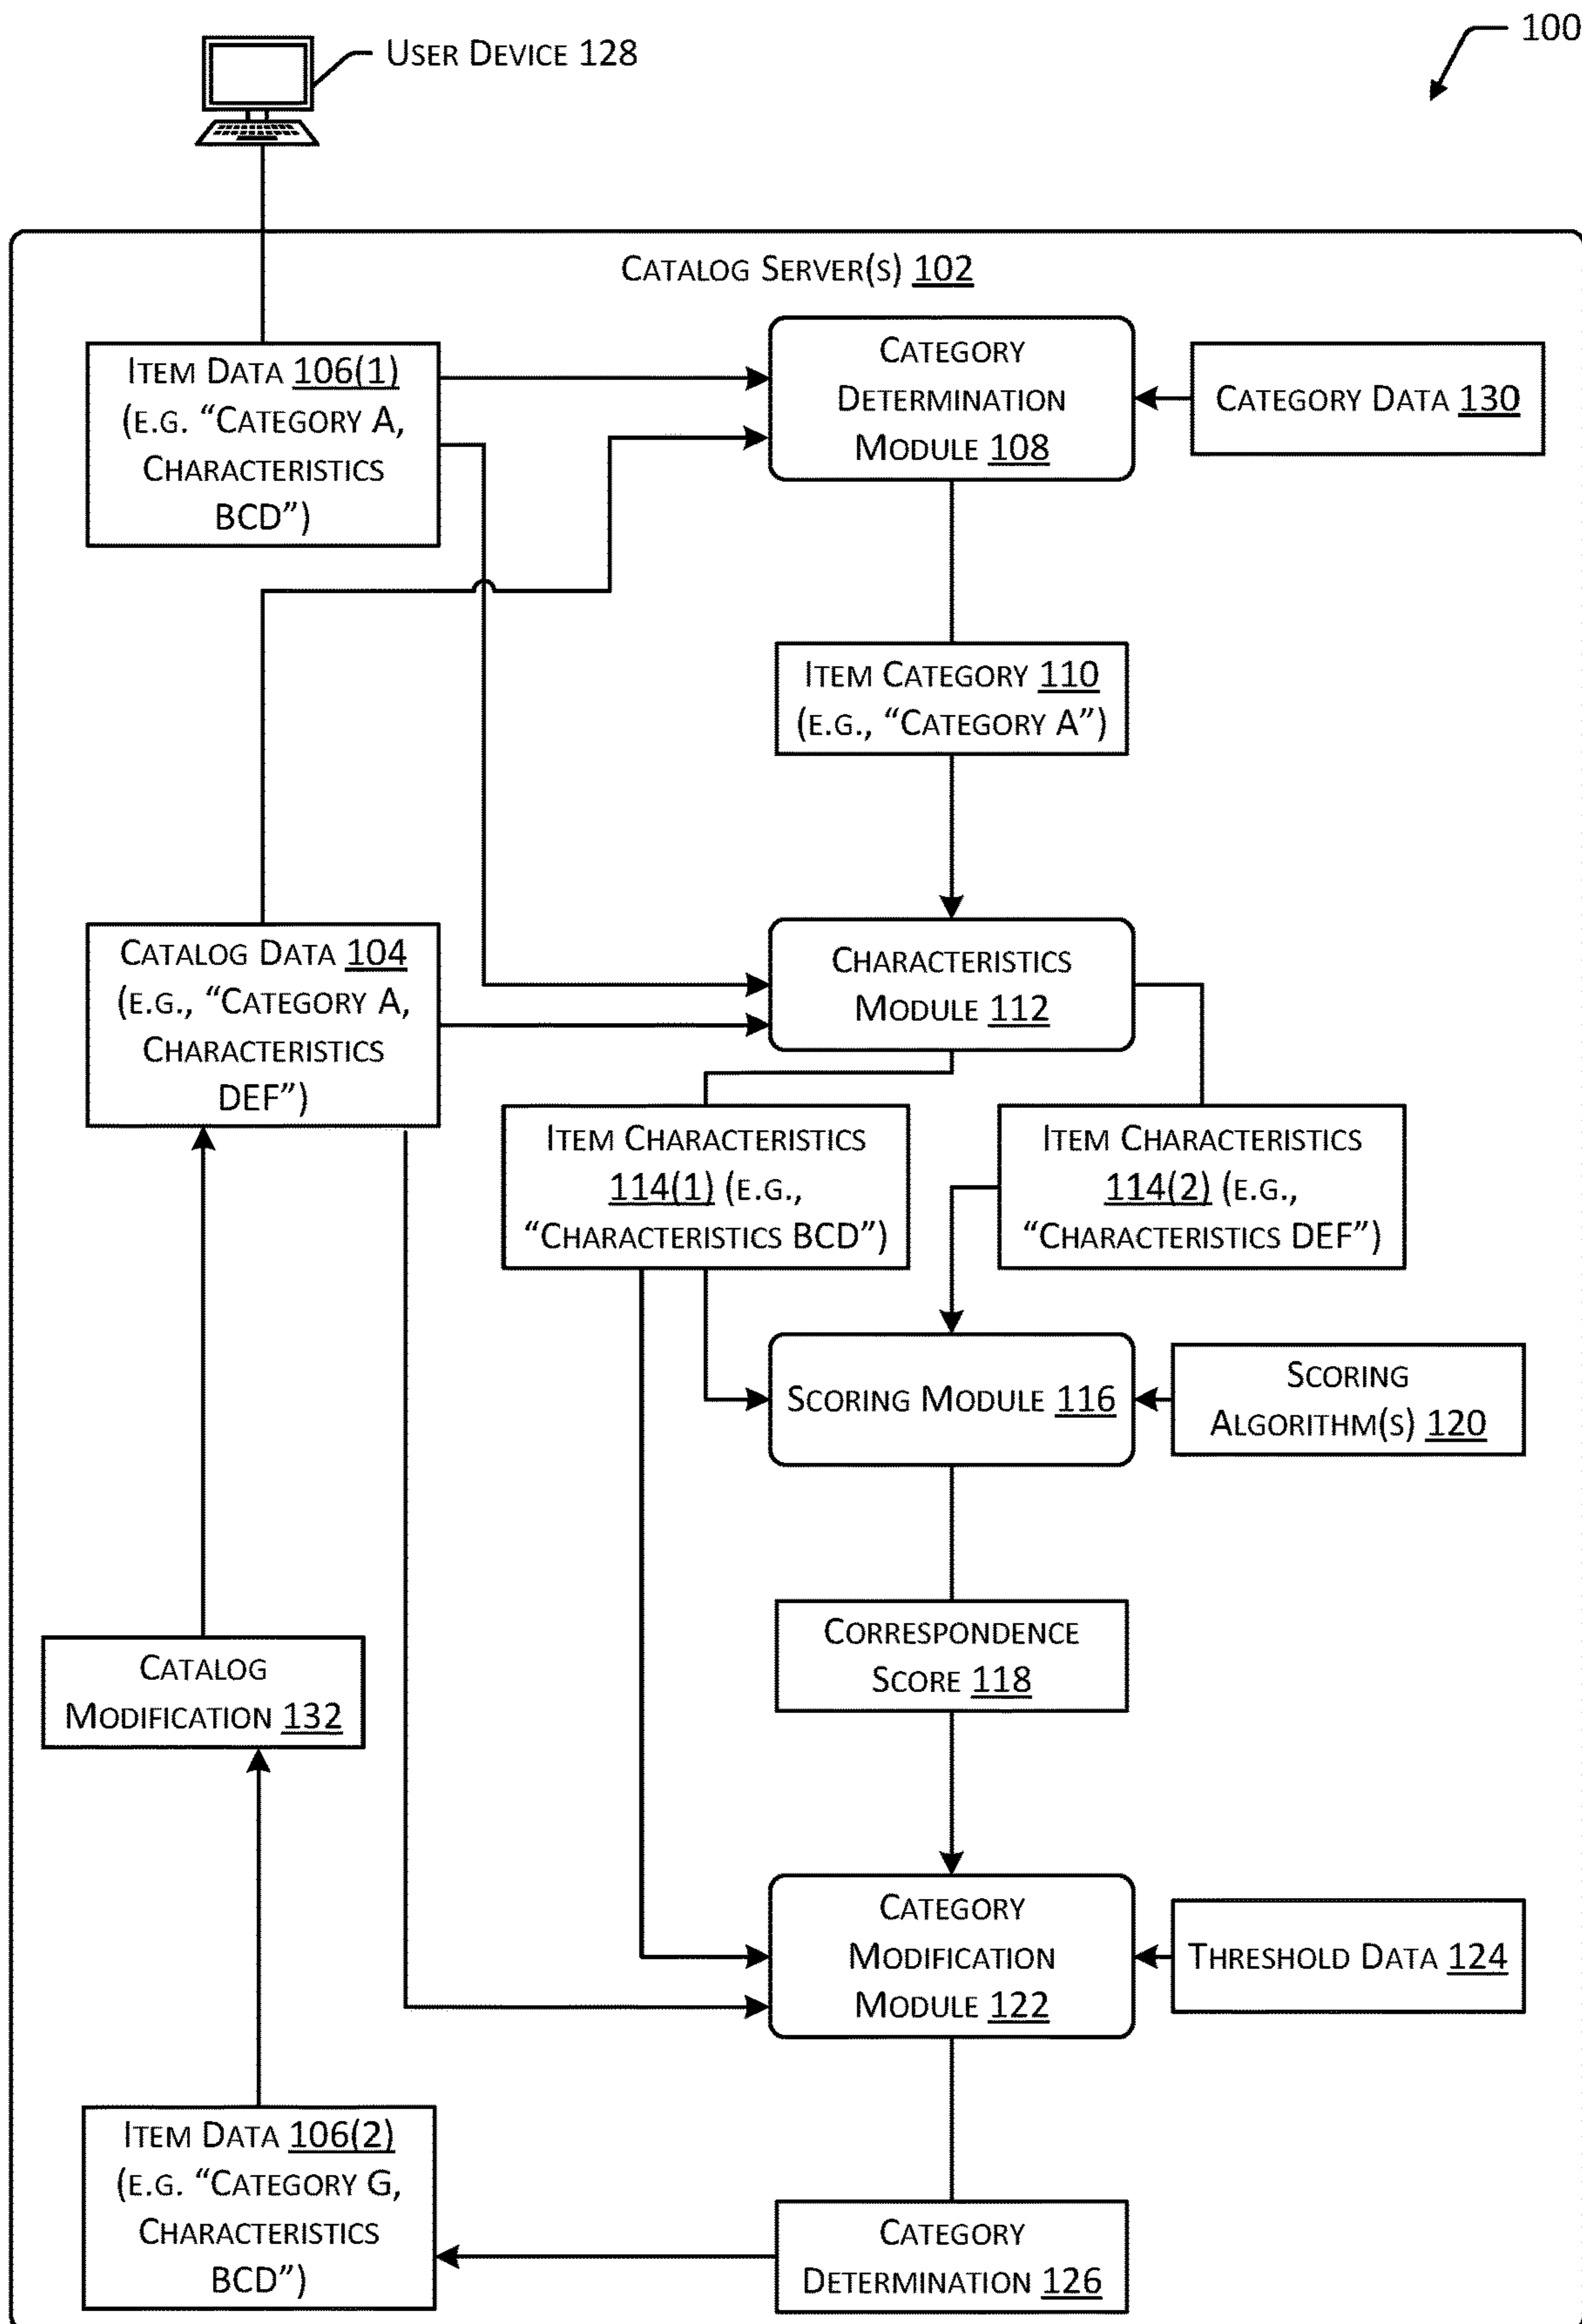 100
USER DEVICE 128
CATALOG SERVER(S) 102
ITEM DATA 106(1)
(E.G. “CATEGORY A,
CHARACTERISTICS
BCD”)
CATEGORY
DETERMINATION
MODULE 108
CATEGORY DATA 130
ITEM CATEGORY 110
(E.G., “CATEGORY A”)
CATALOG DATA 104
(E.G., “CATEGORY A,
CHARACTERISTICS
DEF”)
CHARACTERISTICS
MODULE 112
ITEM CHARACTERISTICS
114(1) (E.G.,
“CHARACTERISTICS BCD”)
ITEM CHARACTERISTICS
114(2) (E.G.,
“CHARACTERISTICS DEF”)
SCORING MODULE 116
SCORING
ALGORITHM(S) 120
CORRESPONDENCE
SCORE 118
CATALOG
MODIFICATION 132
CATEGORY
MODIFICATION
MODULE 122
THRESHOLD DATA 124
ITEM DATA 106(2)
(E.G. “CATEGORY G,
CHARACTERISTICS
BCD”)
CATEGORY
DETERMINATION 126